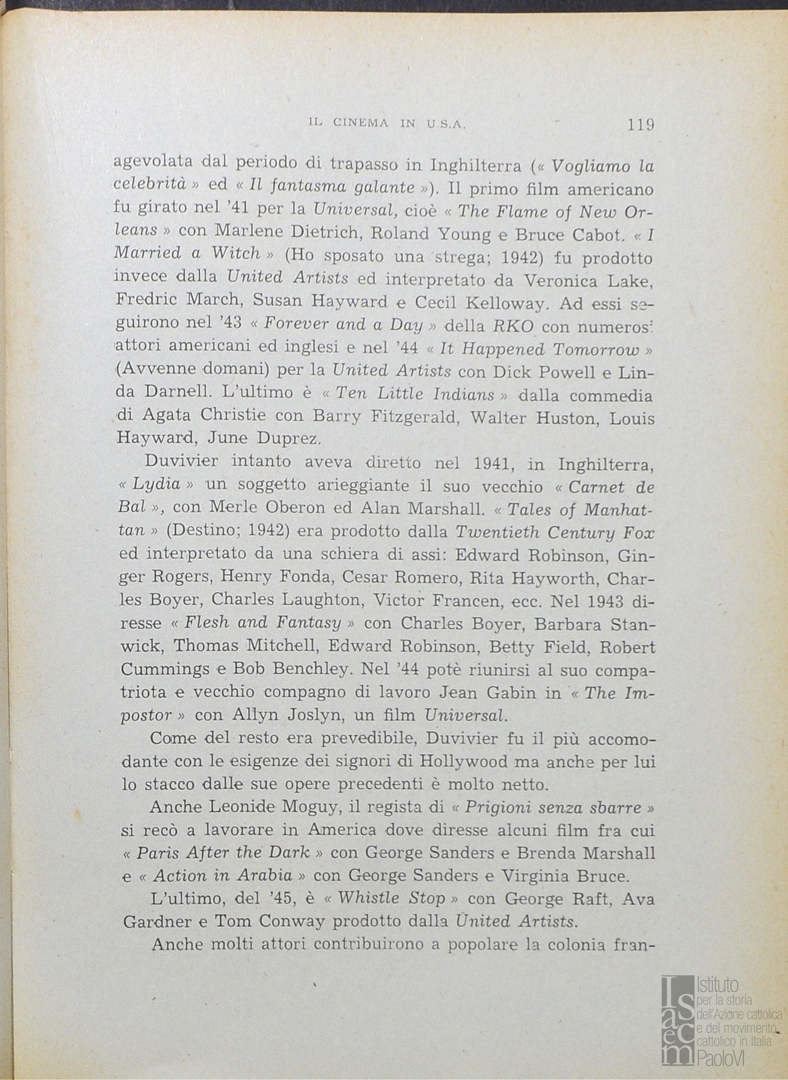 IL CINEMA IN U.S.A. 119
agevolata dal periodo di trapasso in Inghilterra (« Vogliamo la
celebrità » ed « Il fantasma galante »). Il primo film americano
fu girato nel '41 per la Universal, cioè « The Flame of New Or-
leans » con Marlene Dietrich, Roland Young e Bruce Cabot. « I
Married a Witch » (Ho sposato una strega; 1942) fu prodotto
invece dalla United Artists ed interpretato da Veronica Lake,
Fredric March, Susan Hayward e Cecil Kelloway. Ad essi se-
guirono nel '43 « Forever and a Day » della RKO con numerosi
attori americani ed inglesi e nel '44 « It Happened Tomorrow »
(Avvenne domani) per la United Artists con Dick Powell e Lin-
da Darnell. L'ultimo è « Ten Little Indians » dalla commedia
di Agata Christie con Barry Fitzgerald, Walter Huston, Louis
Hayward, June Duprez.
Duvivier intanto aveva diretto nel 1941, in Inghilterra,
« Lydia » un soggetto arieggiante il suo vecchio « Carnet de
Bal », con Merle Oberon ed Alan Marshall. « Tales of Manhat-
tan » (Destino; 1942) era prodotto dalla Twentieth Century Fox
ed interpretato da una schiera di assi: Edward Robinson, Gin-
ger Rogers, Henry Fonda, Cesar Romero, Rita Hayworth, Char-
les Boyer, Charles Laughton, Victor Francen, ecc. Nel 1943 di-
resse « Flesh and Fantasy » con Charles Boyer, Barbara Stan-
wick, Thomas Mitchell, Edward Robinson, Betty Field, Robert
Cummings e Bob Benchley. Nel '44 potè riunirsi al suo compa-
triota e vecchio compagno di lavoro Jean Gabin in « The Im-
postor » con Allyn Joslyn, un film Universal.
Come del resto era prevedibile, Duvivier fu il più accomo-
dante con le esigenze dei signori di Hollywood ma anche per lui
lo stacco dalle sue opere precedenti è molto netto.
Anche Leonide Moguy, il regista di « Prigioni senza sbarre »
si recò a lavorare in America dove diresse alcuni film fra cui
« Paris After the Dark » con George Sanders e Brenda Marshall
e « Action in Arabia » con George Sanders e Virginia Bruce.
L'ultimo, del '45, è « Whistle Stop » con George Raft, Ava
Gardner e Tom Conway prodotto dalla United Artists.
Anche molti attori contribuirono a popolare la colonia fran-
Isacem
Istituto
per la storia
dell'Azione cattolica
e del movimento
cattolico in Italia
PaoloVI